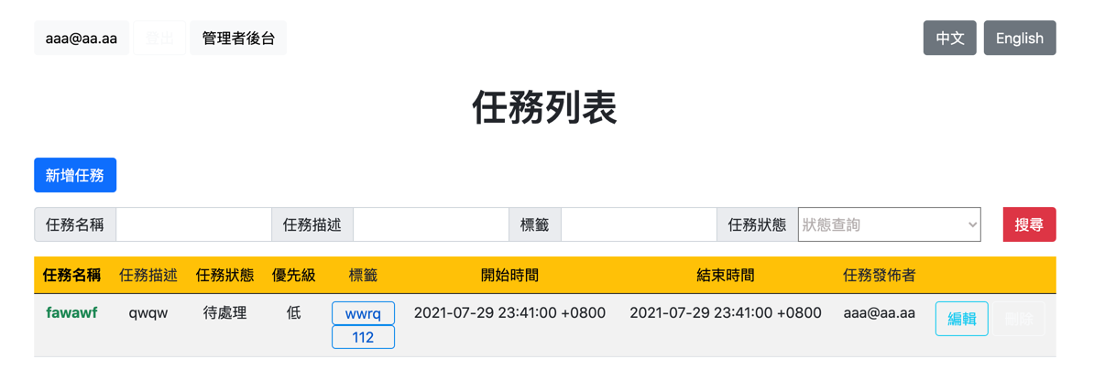 aaa@aa.aa 登出 管理者後台 中文 English
任務列表
新增任務
任務名稱 任務描述 標籤 任務狀態 狀態查詢 搜尋
任務名稱 任務描述 任務狀態 優先級 標籤 開始時間 結束時間 任務發佈者
fawawf qwqw 待處理 低 wwrq 2021-07-29 23:41:00 +0800 2021-07-29 23:41:00 +0800 aaa@aa.aa 編輯 刪除
112